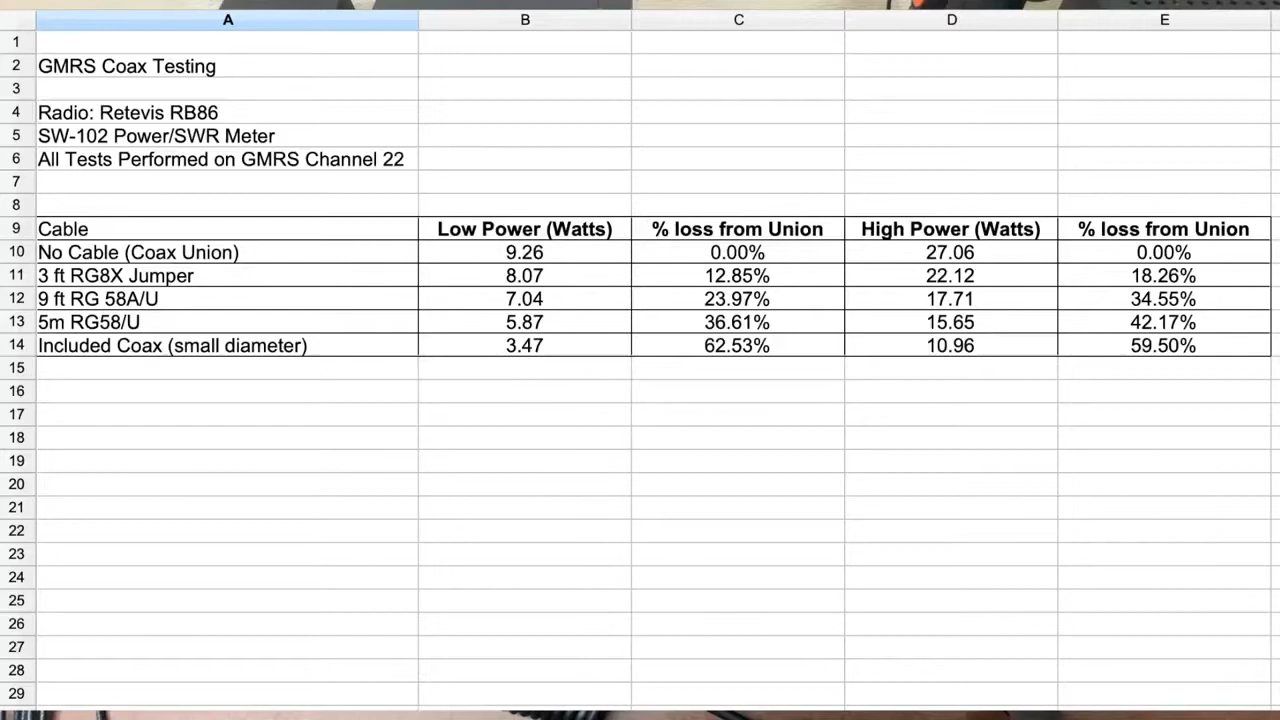 A B C D E
1
2 GMRS Coax Testing
3
4 Radio: Retevis RB86
5 SW-102 Power/SWR Meter
6 All Tests Performed on GMRS Channel 22
7
8
9 Cable Low Power (Watts) % loss from Union High Power (Watts) % loss from Union
10 No Cable (Coax Union) 9.26 0.00% 27.06 0.00%
11 3 ft RG8X Jumper 8.07 12.85% 22.12 18.26%
12 9 ft RG 58A/U 7.04 23.97% 17.71 34.55%
13 5m RG58/U 5.87 36.61% 15.65 42.17%
14 Included Coax (small diameter) 3.47 62.53% 10.96 59.50%
15
16
17
18
19
20
21
22
23
24
25
26
27
28
29